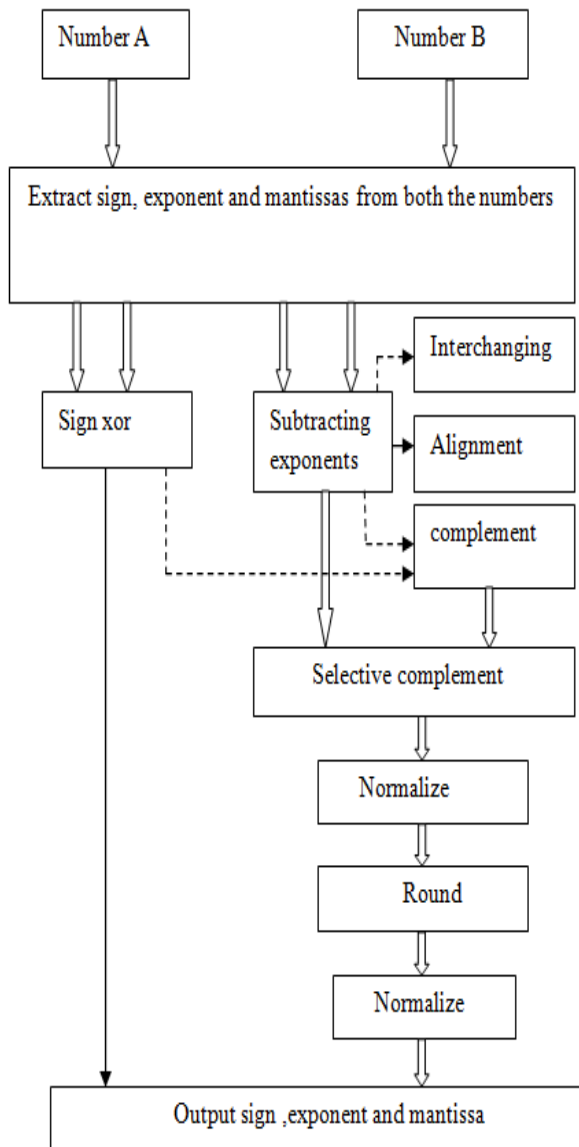 Number A
Number B
Extract sign, exponent and mantissas from both the numbers
Interchanging
Sign xor
Subtracting
exponents
Alignment
complement
Selective complement
Normalize
Round
Normalize
Output sign ,exponent and mantissa